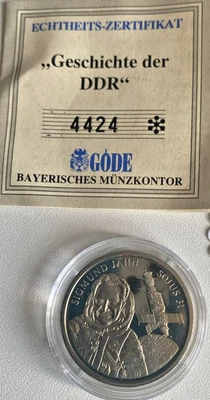 ECHTHEITS-ZERTIFIKAT
„Geschichte der
DDR“
4424
GÖDE
BAYERISCHES MÜNZKONTOR
SIGMUND JÄHN SOJUS 31